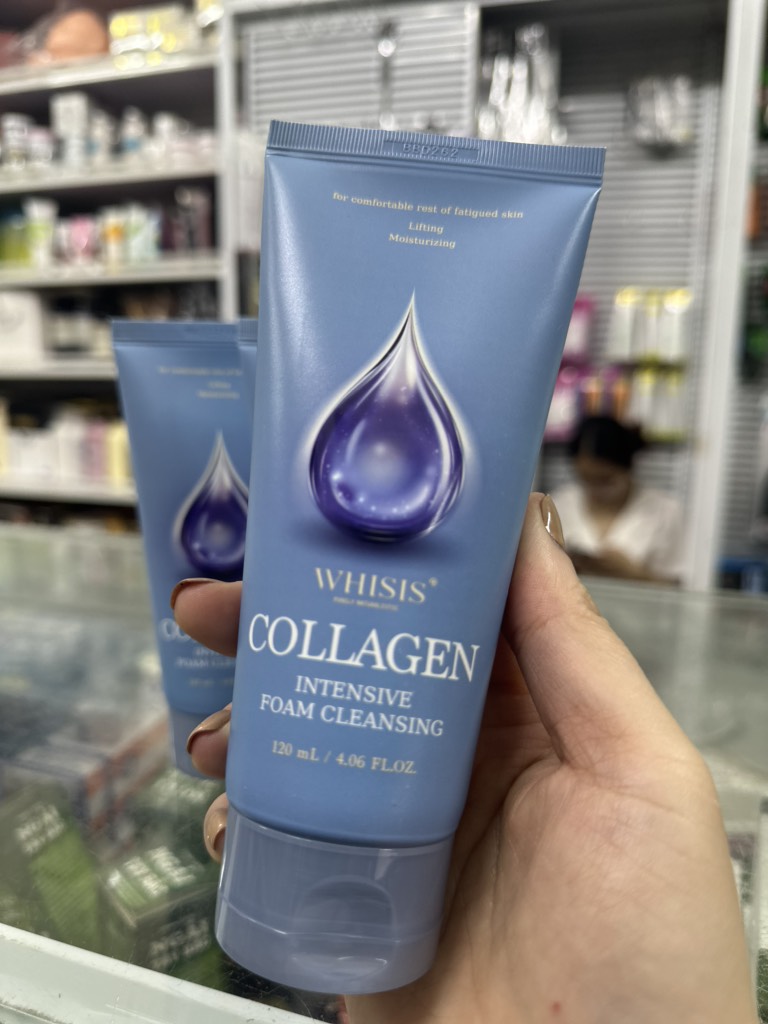 for comfortable rest of fatigued skin
Lifting
Moisturizing
WHISIS
COLLAGEN
INTENSIVE
FOAM CLEANSING
120 mL / 4.06 FL.OZ.